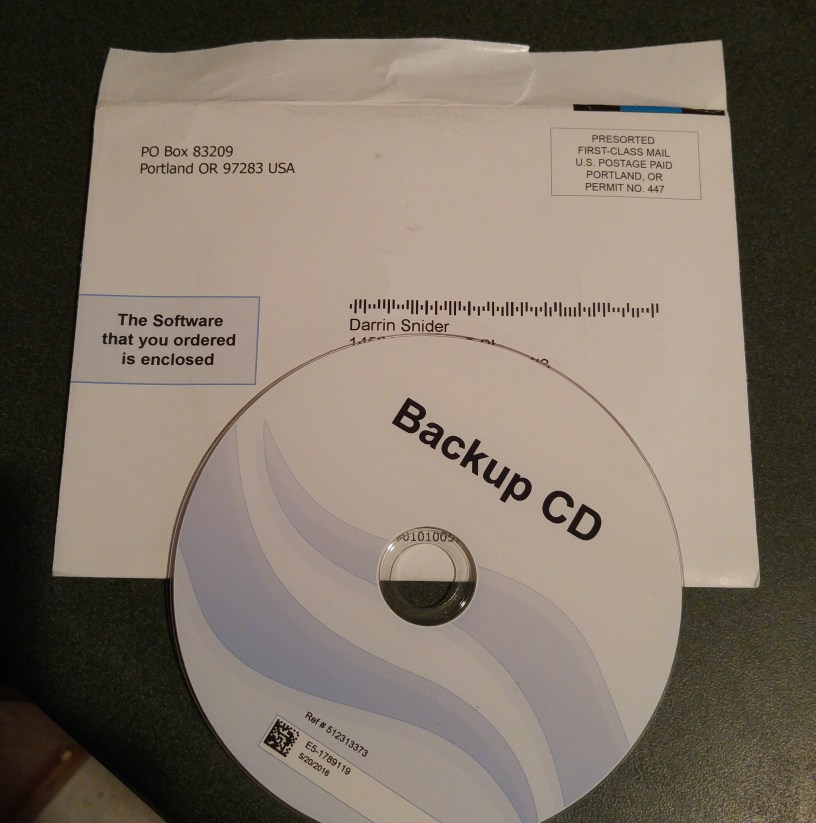 PO Box 83209
Portland OR 97283 USA
PRESORTED
FIRST-CLASS MAIL
U.S. POSTAGE PAID
PORTLAND, OR
PERMIT NO. 447
The Software
that you ordered
is enclosed
Darrin Snider
Backup CD
Ref # 512313373
E5-1789119
5/20/2016